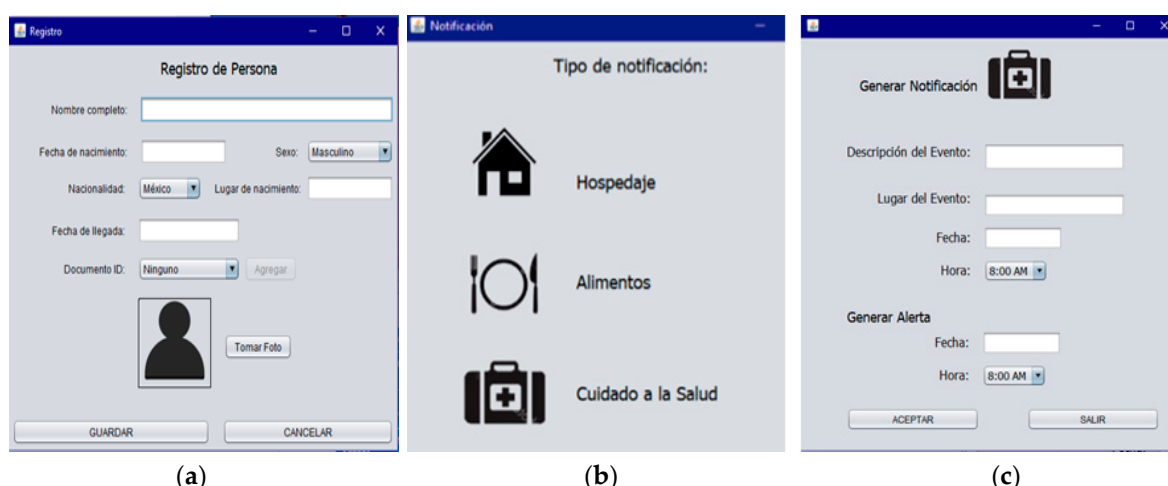 Registro
Registro de Persona
Nombre completo:
Fecha de nacimiento:
Sexo: Masculino
Nacionalidad: México
Lugar de nacimiento:
Fecha de llegada:
Documento ID: Ninguno Agregar
Tomar Foto
GUARDAR CANCELAR
(a)
Notificación
Tipo de notificación:
Hospedaje
Alimentos
Cuidado a la Salud
(b)
Generar Notificación
Descripción del Evento:
Lugar del Evento:
Fecha:
Hora: 8:00 AM
Generar Alerta
Fecha:
Hora: 8:00 AM
ACEPTAR SALIR
(c)